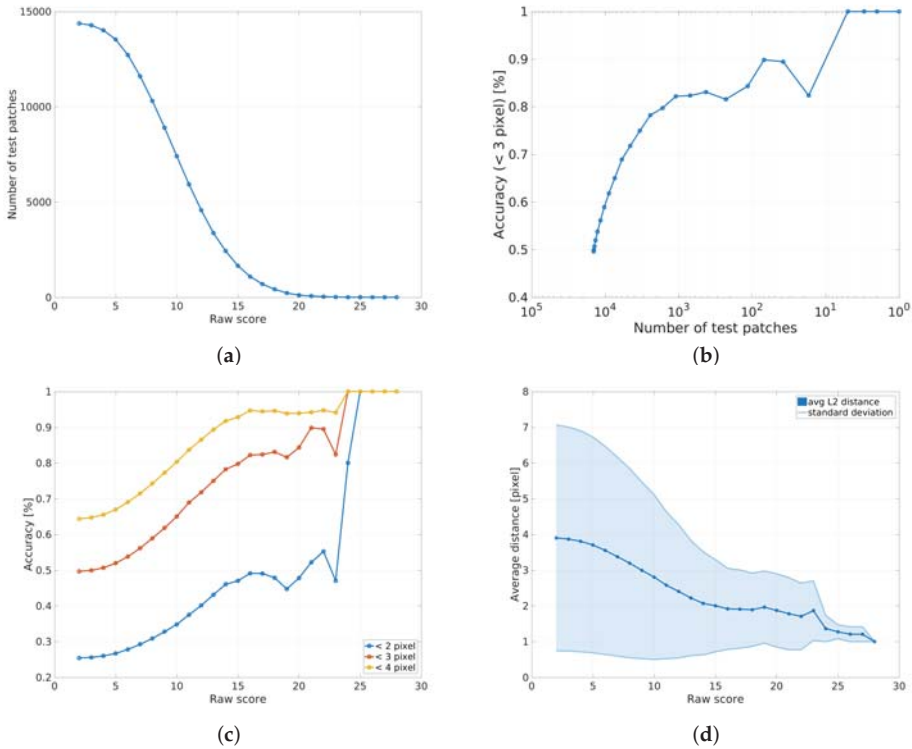 15000
10000
5000
0
Number of test patches
0 5 10 15 20 25 30
Raw score
(a)
1
0.9
0.8
0.7
0.6
0.5
0.4
Accuracy (< 3 pixel) [%]
10^5 10^4 10^3 10^2 10^1 10^0
Number of test patches
(b)
1
0.9
0.8
0.7
0.6
0.5
0.4
0.3
0.2
Accuracy [%]
< 2 pixel
< 3 pixel
< 4 pixel
0 5 10 15 20 25 30
Raw score
(c)
8
7
6
5
4
3
2
1
0
Average distance [pixel]
avg L2 distance
standard deviation
0 5 10 15 20 25 30
Raw score
(d)